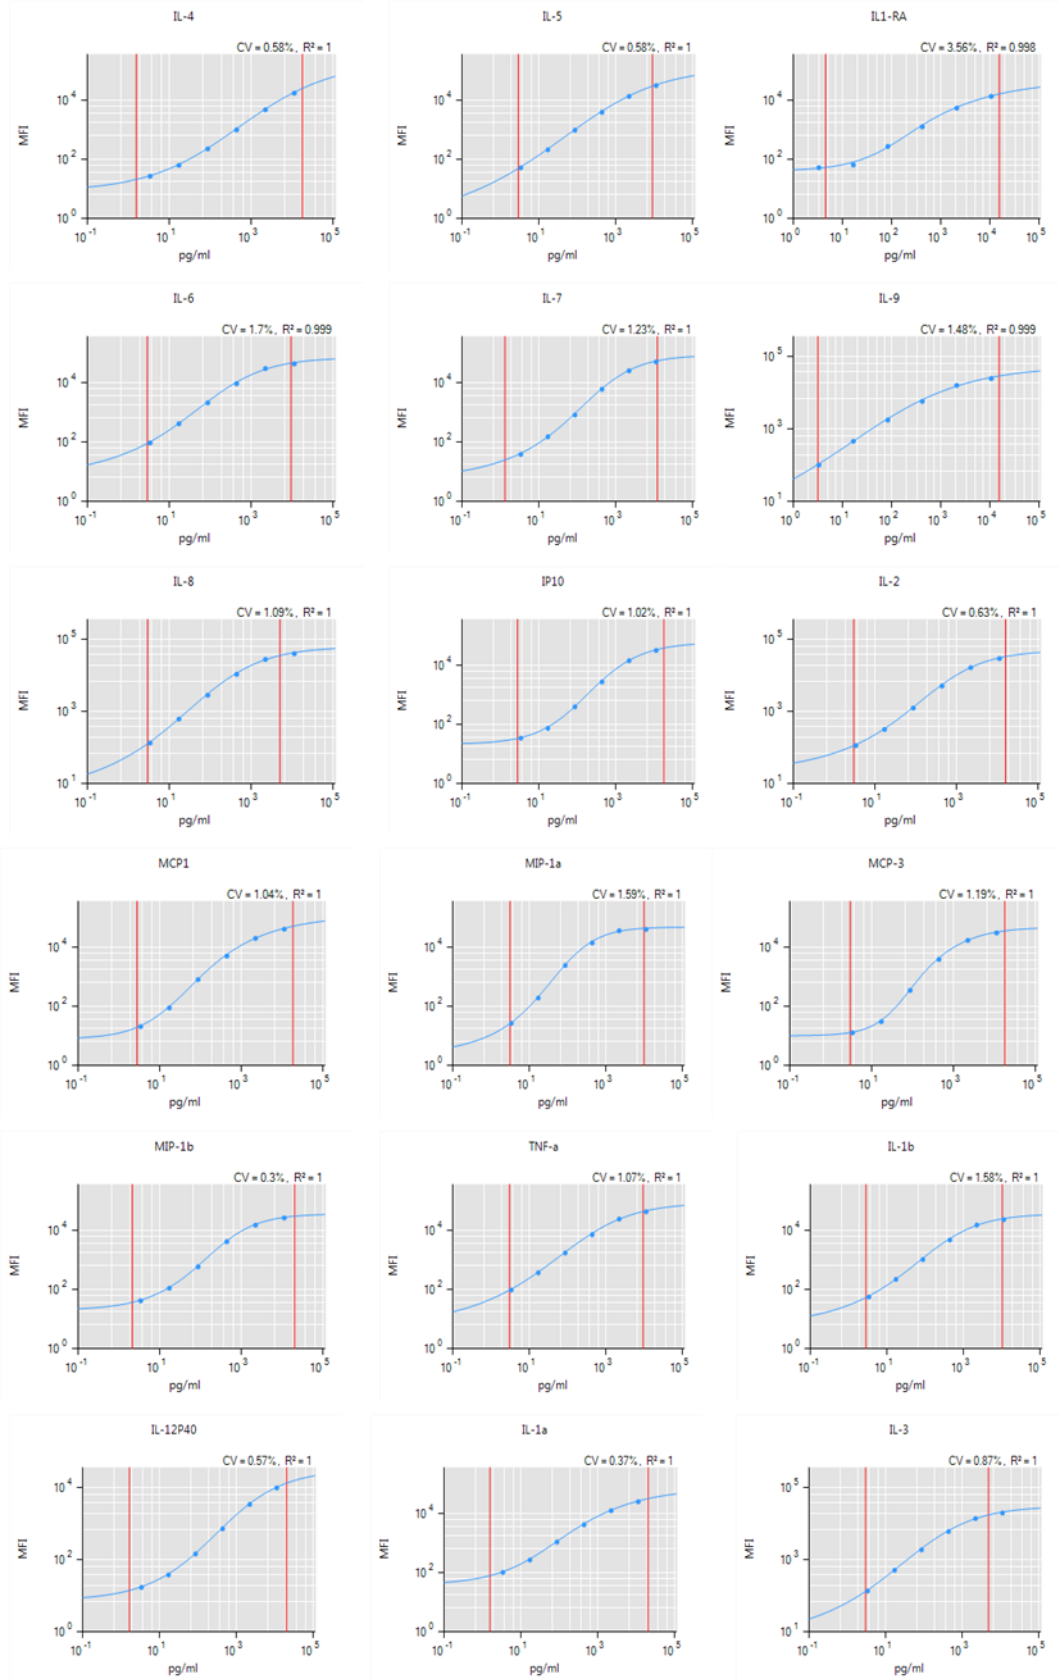 IL-4
CV = 0.58%, R² = 1
10⁴
10²
10⁰
MFI
10⁻¹ 10¹ 10³ 10⁵
pg/ml
IL-5
CV = 0.58%, R² = 1
10⁴
10²
10⁰
MFI
10⁻¹ 10¹ 10³ 10⁵
pg/ml
IL1-RA
CV = 3.56%, R² = 0.998
10⁴
10²
10⁰
MFI
10⁰ 10¹ 10² 10³ 10⁴ 10⁵
pg/ml
IL-6
CV = 1.7%, R² = 0.999
10⁴
10²
10⁰
MFI
10⁻¹ 10¹ 10³ 10⁵
pg/ml
IL-7
CV = 1.23%, R² = 1
10⁴
10²
10⁰
MFI
10⁻¹ 10¹ 10³ 10⁵
pg/ml
IL-9
CV = 1.48%, R² = 0.999
10⁵
10³
10¹
MFI
10⁰ 10¹ 10² 10³ 10⁴ 10⁵
pg/ml
IL-8
CV = 1.09%, R² = 1
10⁵
10³
10¹
MFI
10⁻¹ 10¹ 10³ 10⁵
pg/ml
IP10
CV = 1.02%, R² = 1
10⁴
10²
10⁰
MFI
10⁻¹ 10¹ 10³ 10⁵
pg/ml
IL-2
CV = 0.63%, R² = 1
10⁵
10³
10¹
MFI
10⁻¹ 10¹ 10³ 10⁵
pg/ml
MCP1
CV = 1.04%, R² = 1
10⁴
10²
10⁰
MFI
10⁻¹ 10¹ 10³ 10⁵
pg/ml
MIP-1a
CV = 1.59%, R² = 1
10⁴
10²
10⁰
MFI
10⁻¹ 10¹ 10³ 10⁵
pg/ml
MCP-3
CV = 1.19%, R² = 1
10⁴
10²
10⁰
MFI
10⁻¹ 10¹ 10³ 10⁵
pg/ml
MIP-1b
CV = 0.3%, R² = 1
10⁴
10²
10⁰
MFI
10⁻¹ 10¹ 10³ 10⁵
pg/ml
TNF-a
CV = 1.07%, R² = 1
10⁴
10²
10⁰
MFI
10⁻¹ 10¹ 10³ 10⁵
pg/ml
IL-1b
CV = 1.58%, R² = 1
10⁴
10²
10⁰
MFI
10⁻¹ 10¹ 10³ 10⁵
pg/ml
IL-12P40
CV = 0.57%, R² = 1
10⁴
10²
10⁰
MFI
10⁻¹ 10¹ 10³ 10⁵
pg/ml
IL-1a
CV = 0.37%, R² = 1
10⁴
10²
10⁰
MFI
10⁻¹ 10¹ 10³ 10⁵
pg/ml
IL-3
CV = 0.87%, R² = 1
10⁵
10³
10¹
MFI
10⁻¹ 10¹ 10³ 10⁵
pg/ml